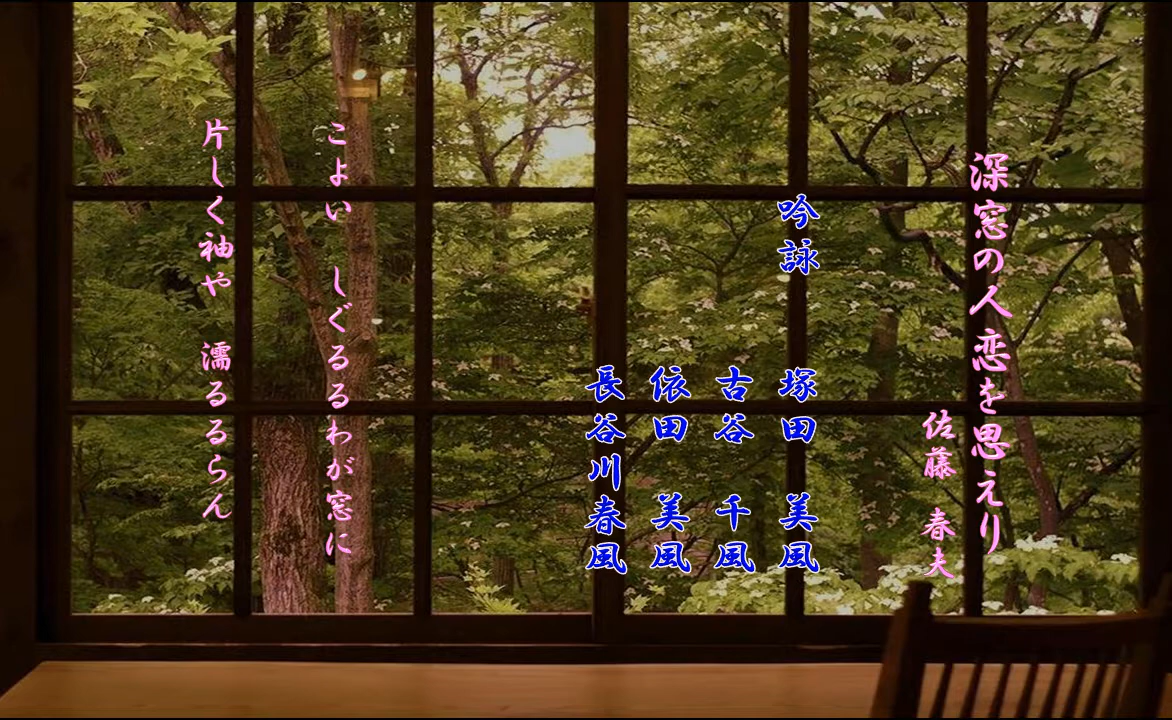 深窓の人恋を思えり
佐藤 春夫
吟詠
塚田 美風
古谷 千風
依田 美風
長谷川春風
こよい しぐるるわが窓に
片しく袖や 濡るるらん